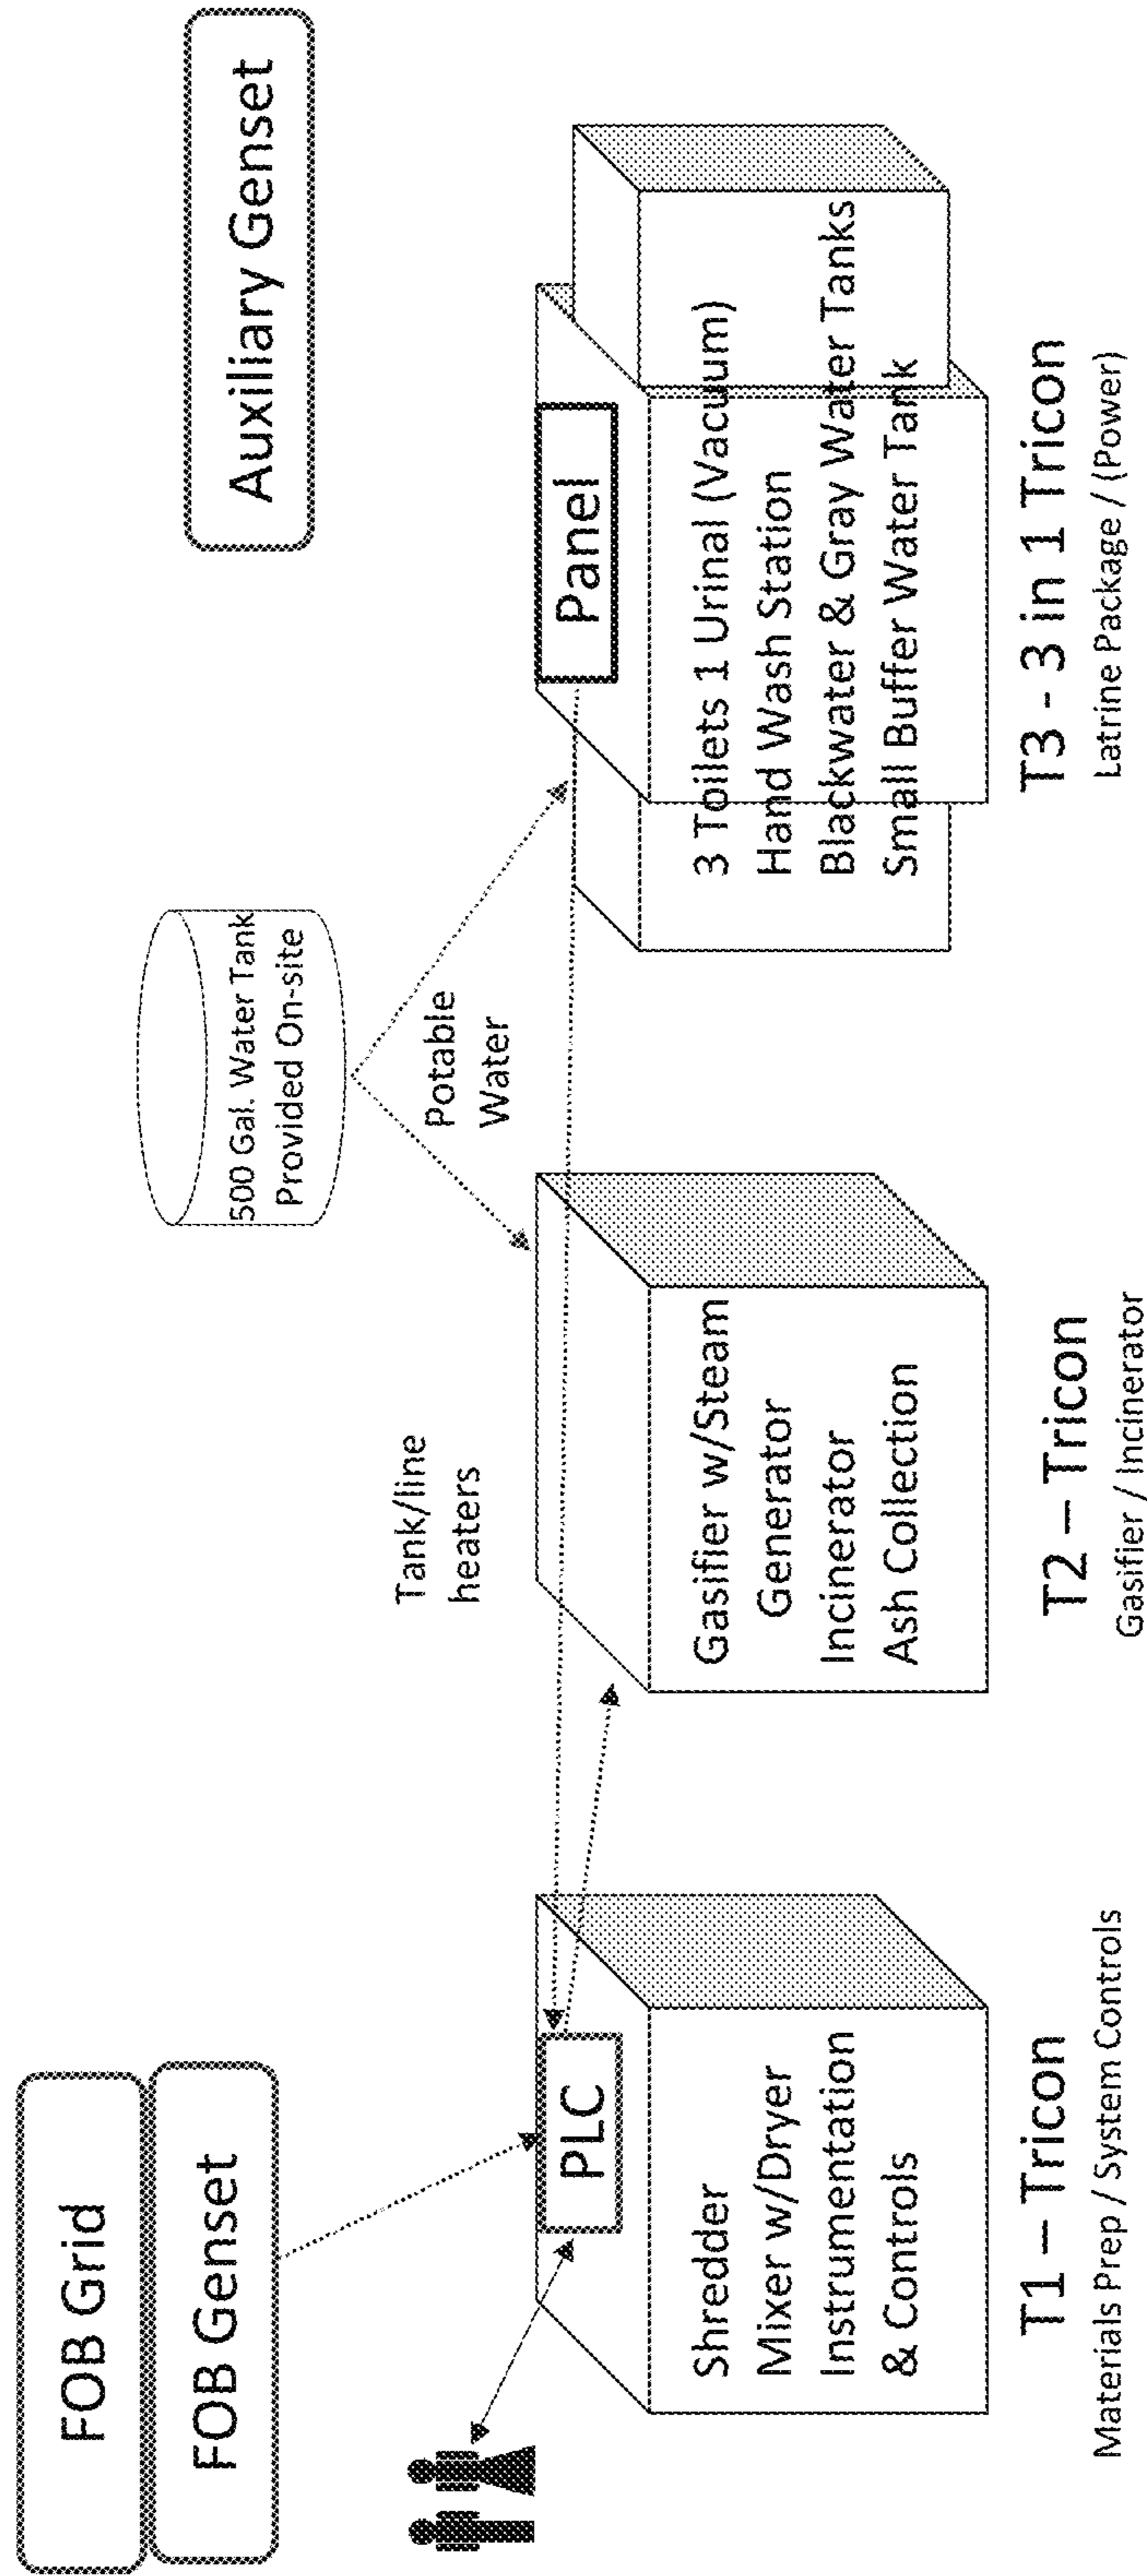 FOB Grid
FOB Genset
Auxiliary Genset
500 Gal. Water Tank
Provided On-site
Tank/line
heaters
Potable
Water
PLC
Panel
Shredder
Mixer w/Dryer
Instrumentation
& Controls
T1 – Tricon
Materials Prep / System Controls
Gasifier w/Steam
Generator
Incinerator
Ash Collection
T2 – Tricon
Gasifier / Incinerator
3 Toilets 1 Urinal (Vacuum)
Hand Wash Station
Blackwater & Gray Water Tanks
Small Buffer Water Tank
T3 - 3 in 1 Tricon
Latrine Package / (Power)